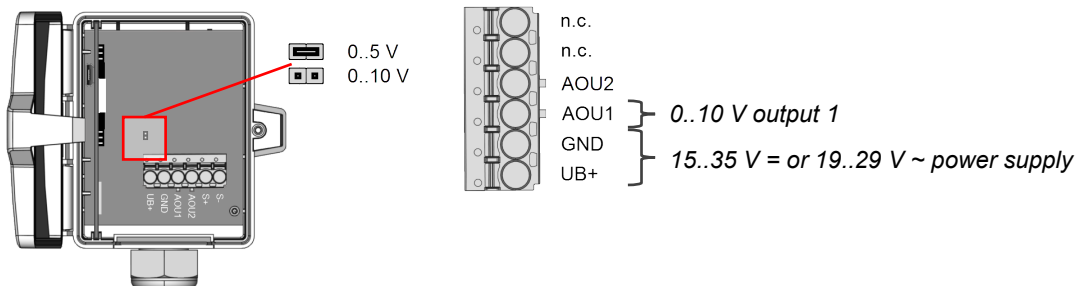 0..5 V
0..10 V
UB+
GND
AOU1
AOU2
S+
S-
n.c.
n.c.
AOU2
AOU1
0..10 V output 1
GND
UB+
15..35 V = or 19..29 V ~ power supply